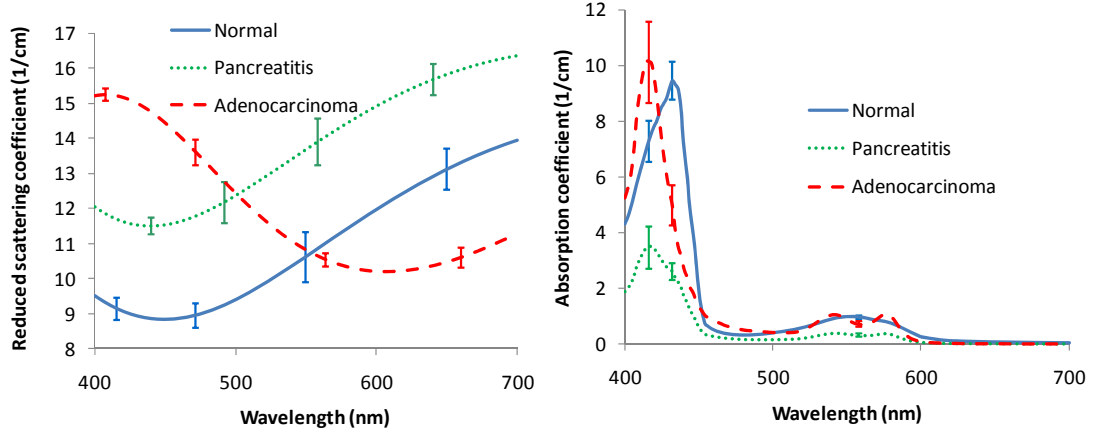 Reduced scattering coefficient (1/cm)
17
16
15
14
13
12
11
10
9
8
400
500
600
700
Wavelength (nm)
Normal
Pancreatitis
Adenocarcinoma
Absorption coefficient (1/cm)
12
10
8
6
4
2
0
400
500
600
700
Wavelength (nm)
Normal
Pancreatitis
Adenocarcinoma